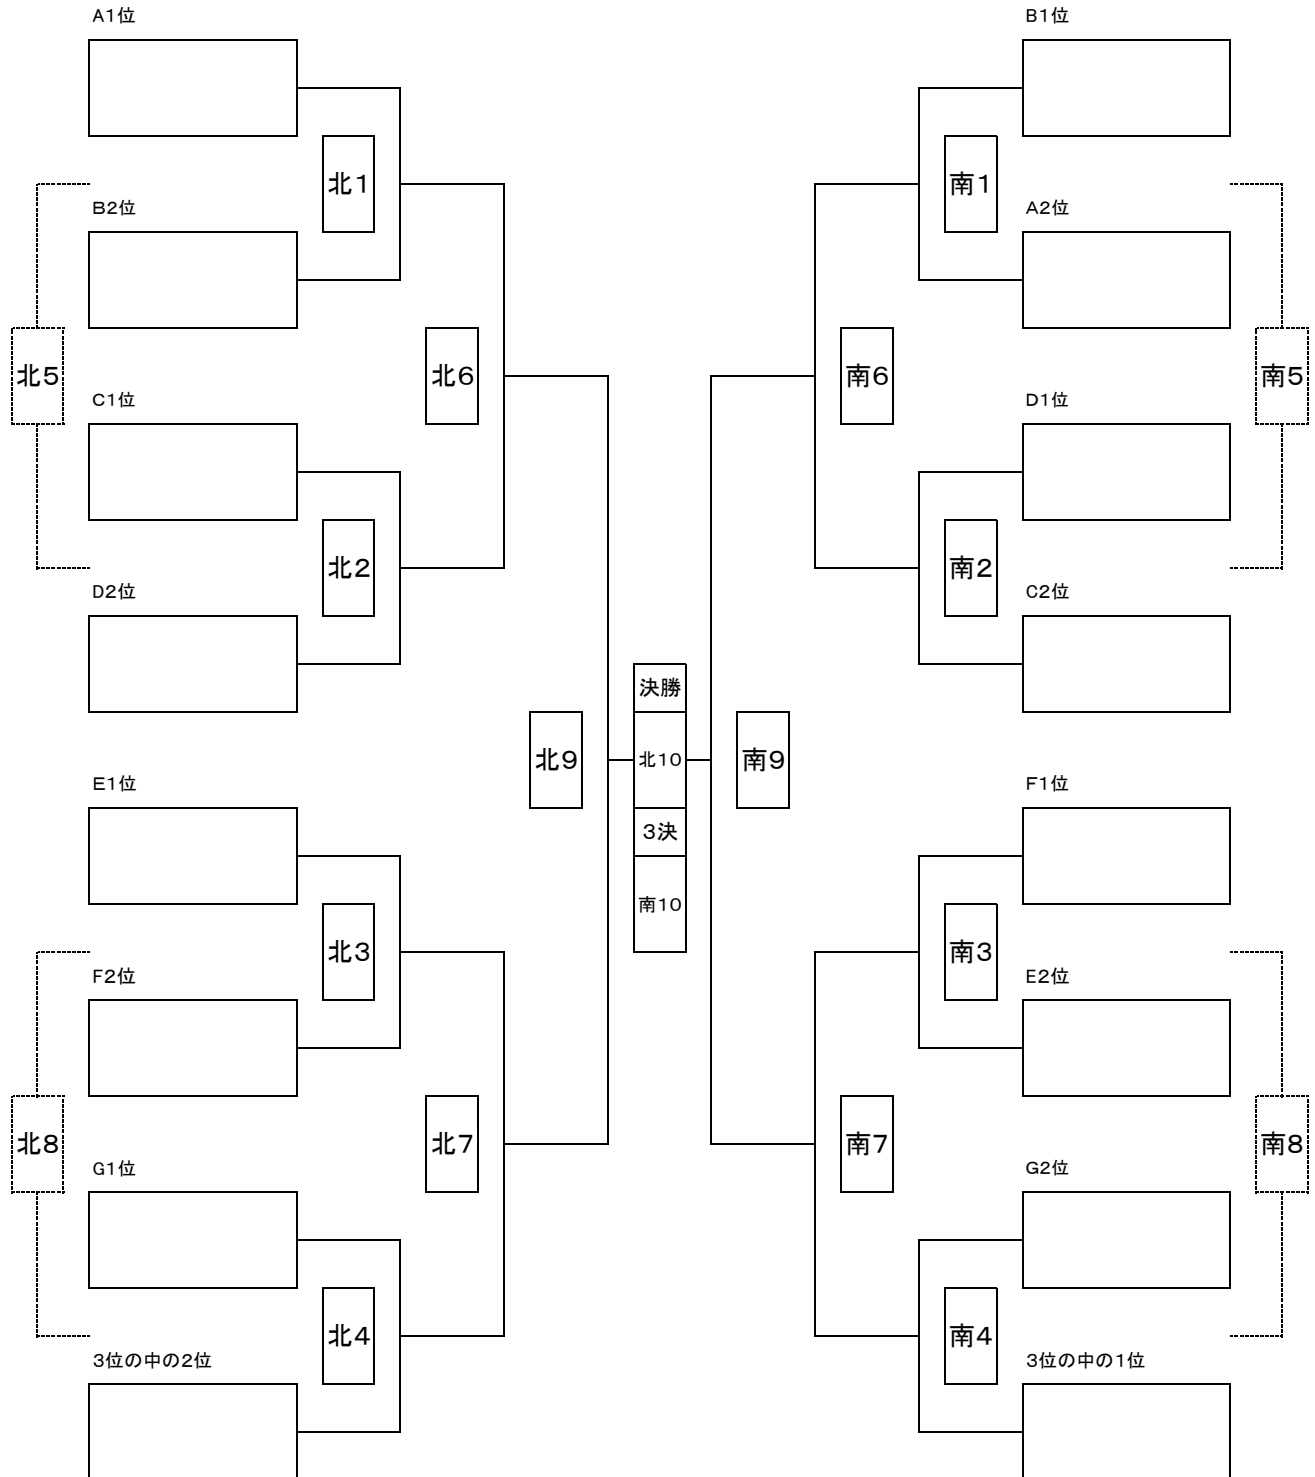 A1位
B1位
北1
南1
B2位
A2位
北5
北6
南6
南5
C1位
D1位
北2
南2
D2位
C2位
決勝
北9
北10
南9
E1位
F1位
3決
南10
北3
南3
F2位
E2位
北8
北7
南7
南8
G1位
G2位
北4
南4
3位の中の2位
3位の中の1位